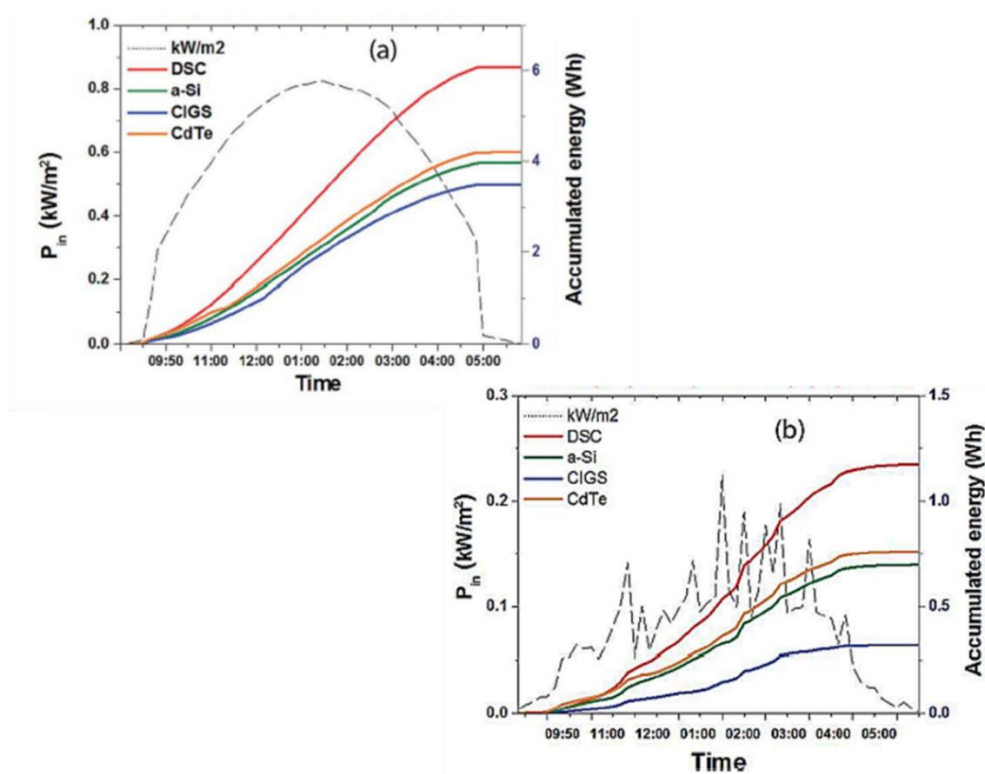 (a)
kW/m2
DSC
a-Si
CIGS
CdTe
1.0
0.8
0.6
0.4
0.2
0.0
P_in (kW/m²)
6
4
2
0
Accumulated energy (Wh)
09:50 11:00 12:00 01:00 02:00 03:00 04:00 05:00
Time
(b)
kW/m2
DSC
a-Si
CIGS
CdTe
0.3
0.2
0.1
0.0
P_in (kW/m²)
1.5
1.0
0.5
0.0
Accumulated energy (Wh)
09:50 11:00 12:00 01:00 02:00 03:00 04:00 05:00
Time